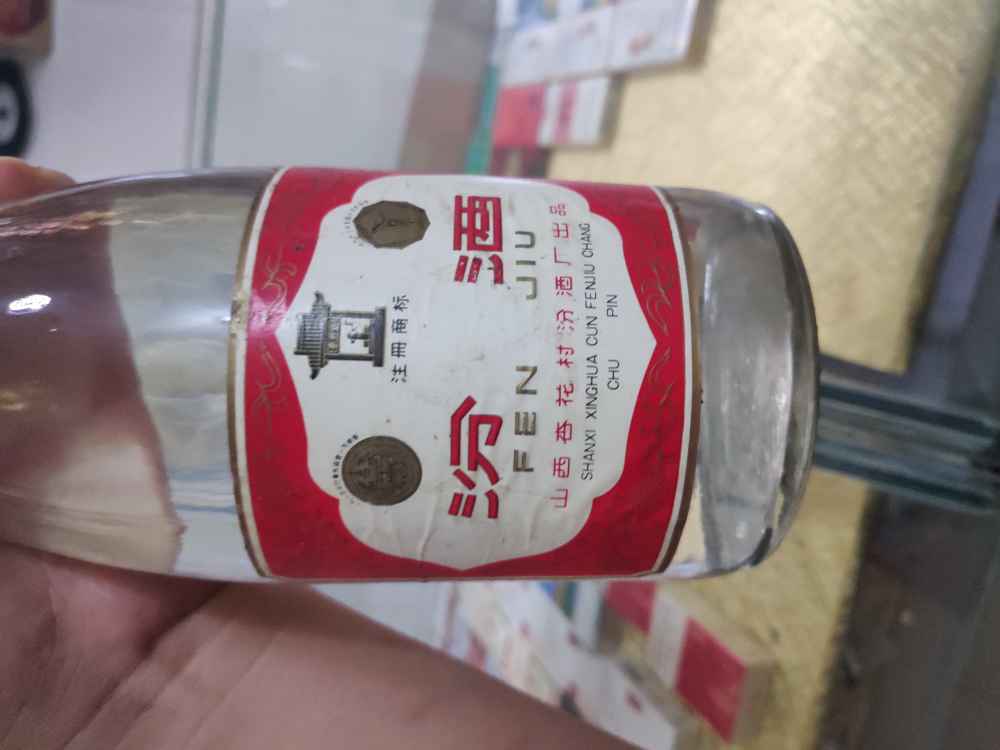 注册商标
汾酒
FEN JIU
山西杏花村汾酒厂出品
SHANXI XINGHUA CUN FENJIU CHANG
CHU PIN